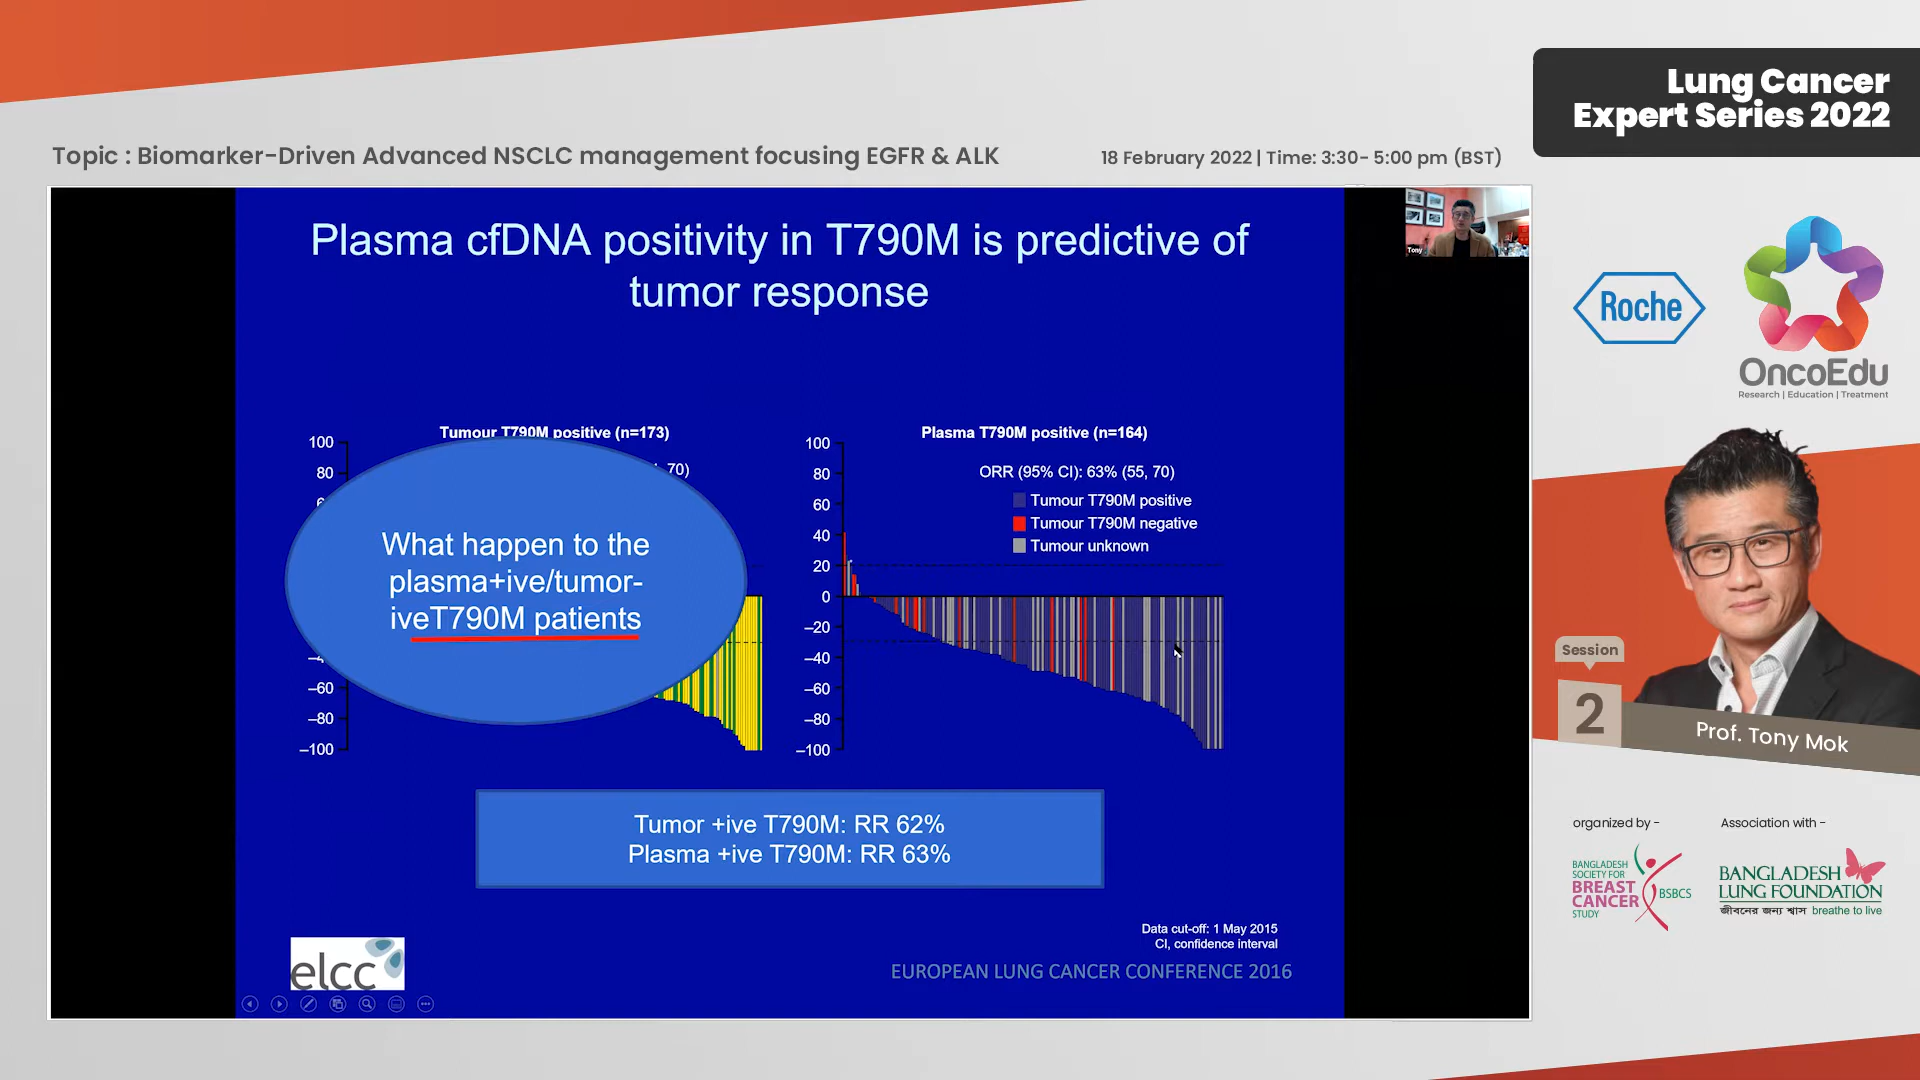 Lung Cancer
Expert Series 2022
Topic : Biomarker-Driven Advanced NSCLC management focusing EGFR & ALK
18 February 2022 | Time: 3:30- 5:00 pm (BST)
Plasma cfDNA positivity in T790M is predictive of
tumor response
Tony
Tumour T790M positive (n=173)
70)
100
80
–60
–80
–100
What happen to the
plasma+ive/tumor-
iveT790M patients
Plasma T790M positive (n=164)
ORR (95% CI): 63% (55, 70)
Tumour T790M positive
Tumour T790M negative
Tumour unknown
100
80
60
40
20
0
–20
–40
–60
–80
–100
Tumor +ive T790M: RR 62%
Plasma +ive T790M: RR 63%
Data cut-off: 1 May 2015
CI, confidence interval
elcc
EUROPEAN LUNG CANCER CONFERENCE 2016
Roche
OncoEdu
Research | Education | Treatment
Session
2
Prof. Tony Mok
organized by -
Association with -
BANGLADESH
SOCIETY FOR
BREAST
CANCER
STUDY
BSBCS
BANGLADESH
LUNG FOUNDATION
জীবনের জন্য শ্বাস breathe to live